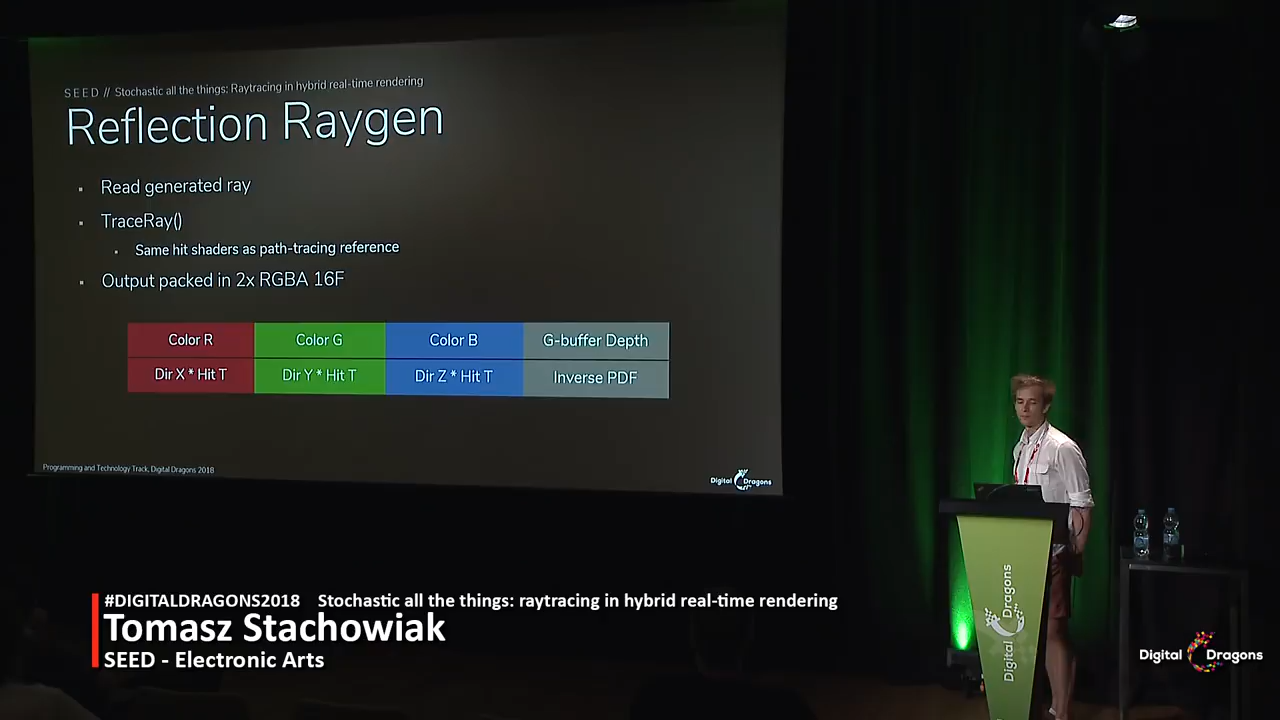 SEED // Stochastic all the things: Raytracing in hybrid real-time rendering
Reflection Raygen
▪ Read generated ray
▪ TraceRay()
▪ Same hit shaders as path-tracing reference
▪ Output packed in 2x RGBA 16F
Color R Color G Color B G-buffer Depth
Dir X * Hit T Dir Y * Hit T Dir Z * Hit T Inverse PDF
Programming and Technology Track, Digital Dragons 2018
Digital Dragons
#DIGITALDRAGONS2018 Stochastic all the things: raytracing in hybrid real-time rendering
Tomasz Stachowiak
SEED - Electronic Arts
Digital Dragons
Digital Dragons